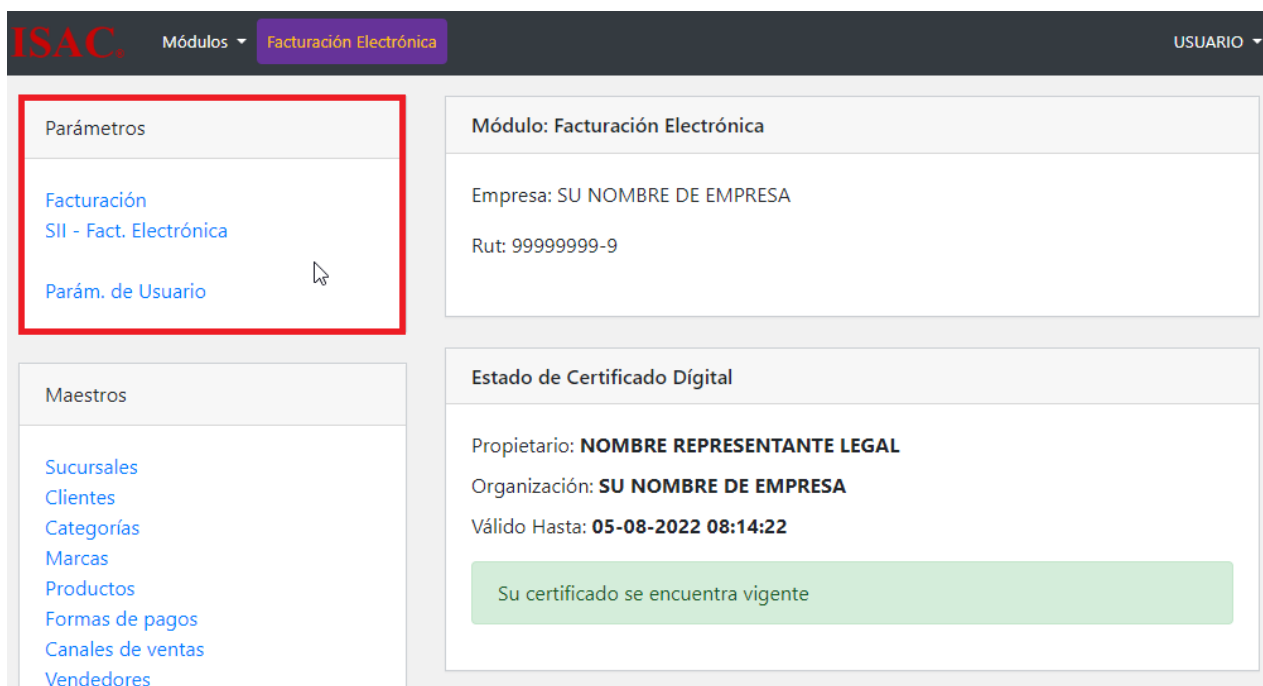 ISAC®
Módulos
Facturación Electrónica
USUARIO
Parámetros
Facturación
SII - Fact. Electrónica
Parám. de Usuario
Maestros
Sucursales
Clientes
Categorías
Marcas
Productos
Formas de pagos
Canales de ventas
Vendedores
Módulo: Facturación Electrónica
Empresa: SU NOMBRE DE EMPRESA
Rut: 99999999-9
Estado de Certificado Dígital
Propietario: NOMBRE REPRESENTANTE LEGAL
Organización: SU NOMBRE DE EMPRESA
Válido Hasta: 05-08-2022 08:14:22
Su certificado se encuentra vigente